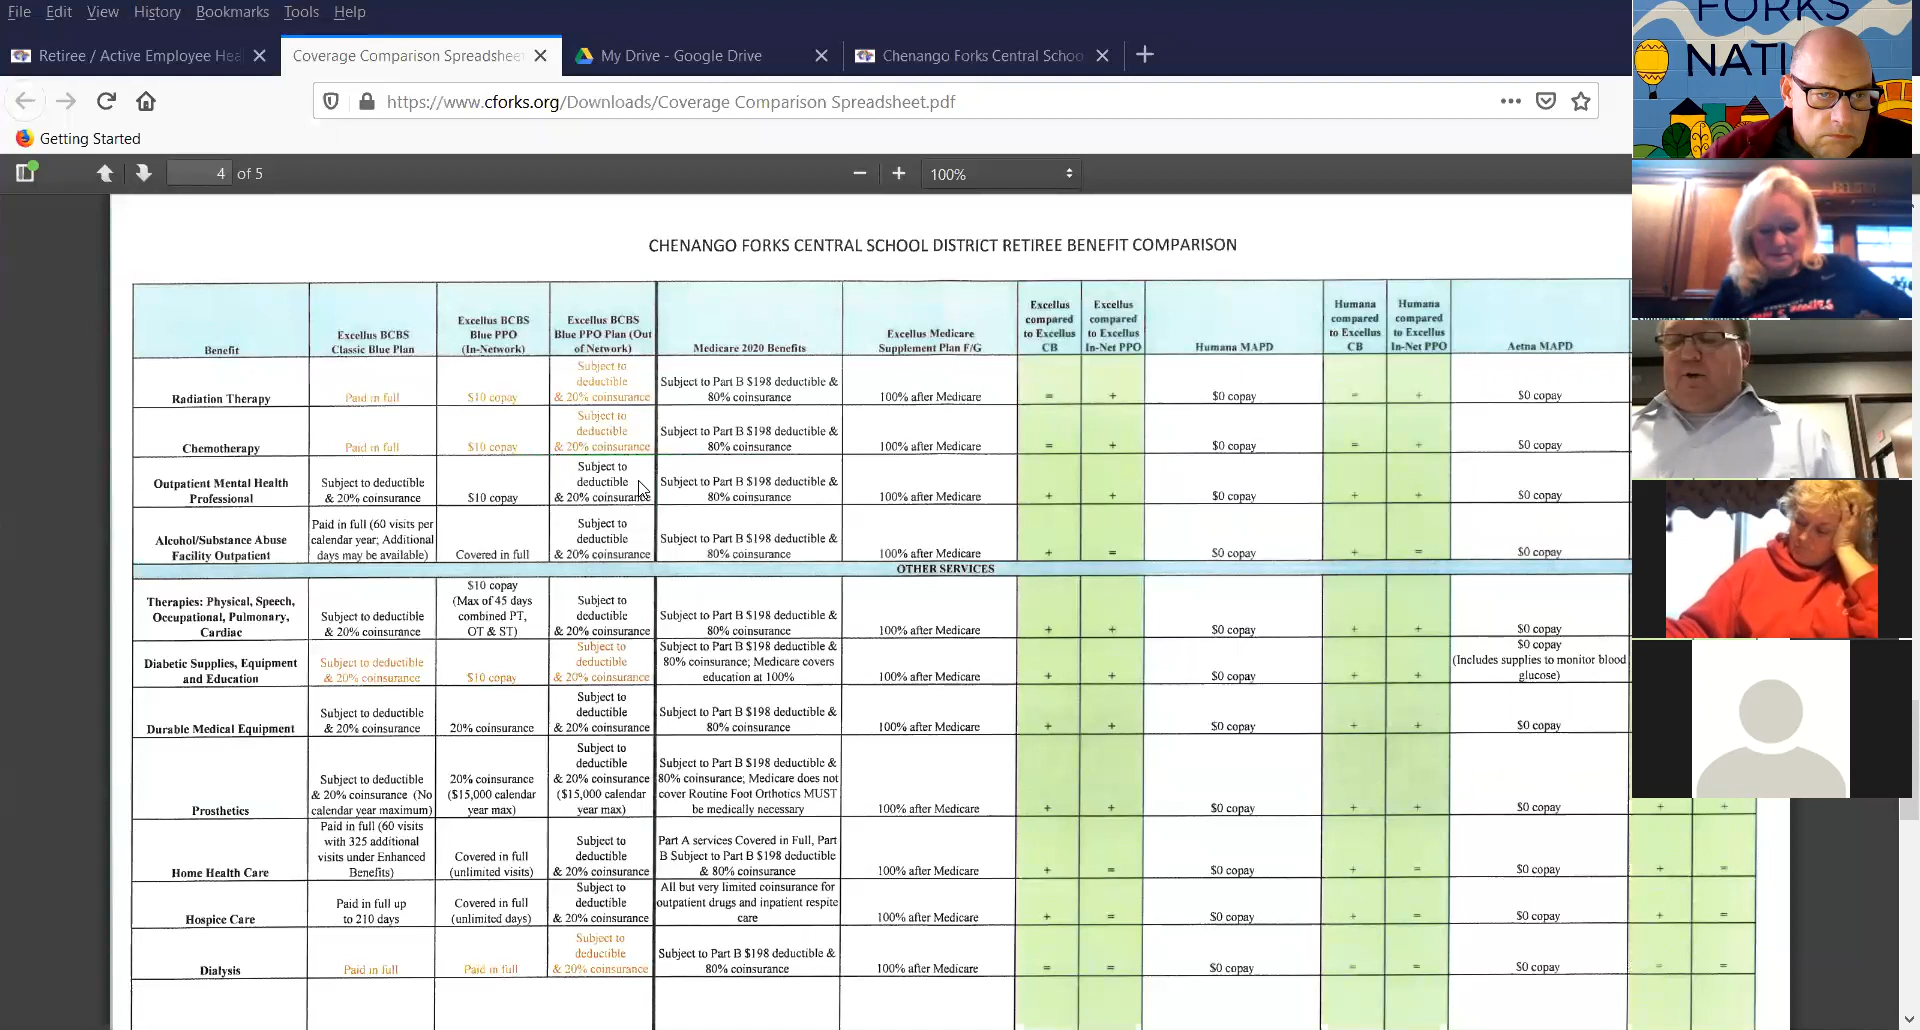 File Edit View History Bookmarks Tools Help
Retiree / Active Employee Hea
Coverage Comparison Spreadsheet
My Drive - Google Drive
Chenango Forks Central Schoo
https://www.cforks.org/Downloads/Coverage Comparison Spreadsheet.pdf
Getting Started
4 of 5
100%
FORKS
NATI
CHENANGO FORKS CENTRAL SCHOOL DISTRICT RETIREE BENEFIT COMPARISON
Benefit
Excellus BCBS
Classic Blue Plan
Excellus BCBS
Blue PPO
(In-Network)
Excellus BCBS
Blue PPO Plan (Out
of Network)
Medicare 2020 Benefits
Excellus Medicare
Supplement Plan F/G
Excellus
compared
to Excellus
CB
Excellus
compared
to Excellus
In-Net PPO
Humana MAPD
Humana
compared
to Excellus
CB
Humana
compared
to Excellus
In-Net PPO
Aetna MAPD
Radiation Therapy
Paid in full
$10 copay
Subject to
deductible
& 20% coinsurance
Subject to Part B $198 deductible &
80% coinsurance
100% after Medicare
=
+
$0 copay
=
+
$0 copay
Chemotherapy
Paid in full
$10 copay
Subject to
deductible
& 20% coinsurance
Subject to Part B $198 deductible &
80% coinsurance
100% after Medicare
=
+
$0 copay
=
+
$0 copay
Outpatient Mental Health
Professional
Subject to deductible
& 20% coinsurance
$10 copay
Subject to
deductible
& 20% coinsurance
Subject to Part B $198 deductible &
80% coinsurance
100% after Medicare
+
+
$0 copay
+
+
$0 copay
Alcohol/Substance Abuse
Facility Outpatient
Paid in full (60 visits per
calendar year; Additional
days may be available)
Covered in full
Subject to
deductible
& 20% coinsurance
Subject to Part B $198 deductible &
80% coinsurance
100% after Medicare
+
=
$0 copay
+
=
$0 copay
OTHER SERVICES
Therapies: Physical, Speech,
Occupational, Pulmonary,
Cardiac
Subject to deductible
& 20% coinsurance
$10 copay
(Max of 45 days
combined PT,
OT & ST)
Subject to
deductible
& 20% coinsurance
Subject to Part B $198 deductible &
80% coinsurance
100% after Medicare
+
+
$0 copay
+
+
$0 copay
Diabetic Supplies, Equipment
and Education
Subject to deductible
& 20% coinsurance
$10 copay
Subject to
deductible
& 20% coinsurance
Subject to Part B $198 deductible &
80% coinsurance; Medicare covers
education at 100%
100% after Medicare
+
+
$0 copay
+
+
$0 copay
(Includes supplies to monitor blood
glucose)
Durable Medical Equipment
Subject to deductible
& 20% coinsurance
20% coinsurance
Subject to
deductible
& 20% coinsurance
Subject to Part B $198 deductible &
80% coinsurance
100% after Medicare
+
+
$0 copay
+
+
$0 copay
Prosthetics
Subject to deductible
& 20% coinsurance (No
calendar year maximum)
20% coinsurance
($15,000 calendar
year max)
Subject to
deductible
& 20% coinsurance
($15,000 calendar
year max)
Subject to Part B $198 deductible &
80% coinsurance; Medicare does not
cover Routine Foot Orthotics MUST
be medically necessary
100% after Medicare
+
+
$0 copay
+
+
$0 copay
+
+
Home Health Care
Paid in full (60 visits
with 325 additional
visits under Enhanced
Benefits)
Covered in full
(unlimited visits)
Subject to
deductible
& 20% coinsurance
Part A services Covered in Full, Part
B Subject to Part B $198 deductible
& 80% coinsurance
100% after Medicare
+
=
$0 copay
+
=
$0 copay
+
=
Hospice Care
Paid in full up
to 210 days
Covered in full
(unlimited days)
Subject to
deductible
& 20% coinsurance
All but very limited coinsurance for
outpatient drugs and inpatient respite
care
100% after Medicare
+
=
$0 copay
+
=
$0 copay
+
=
Dialysis
Paid in full
Paid in full
Subject to
deductible
& 20% coinsurance
Subject to Part B $198 deductible &
80% coinsurance
100% after Medicare
=
=
$0 copay
=
=
$0 copay
=
=